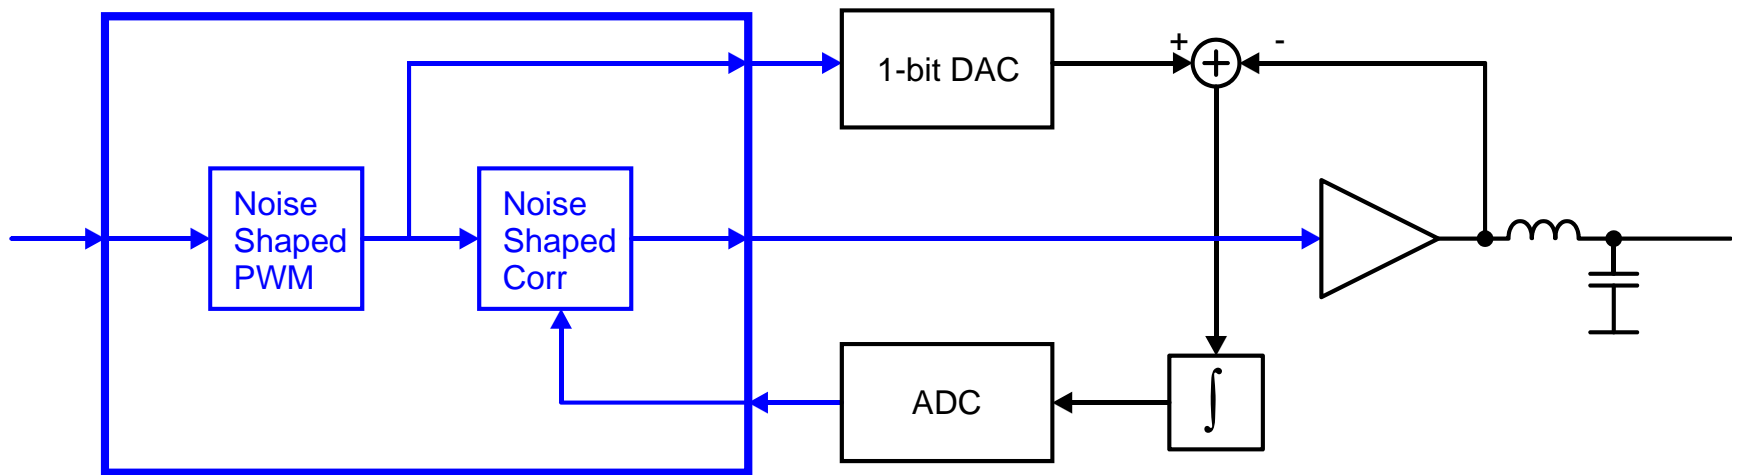 1-bit DAC
+
-
+
Noise
Shaped
PWM
Noise
Shaped
Corr
ADC
∫